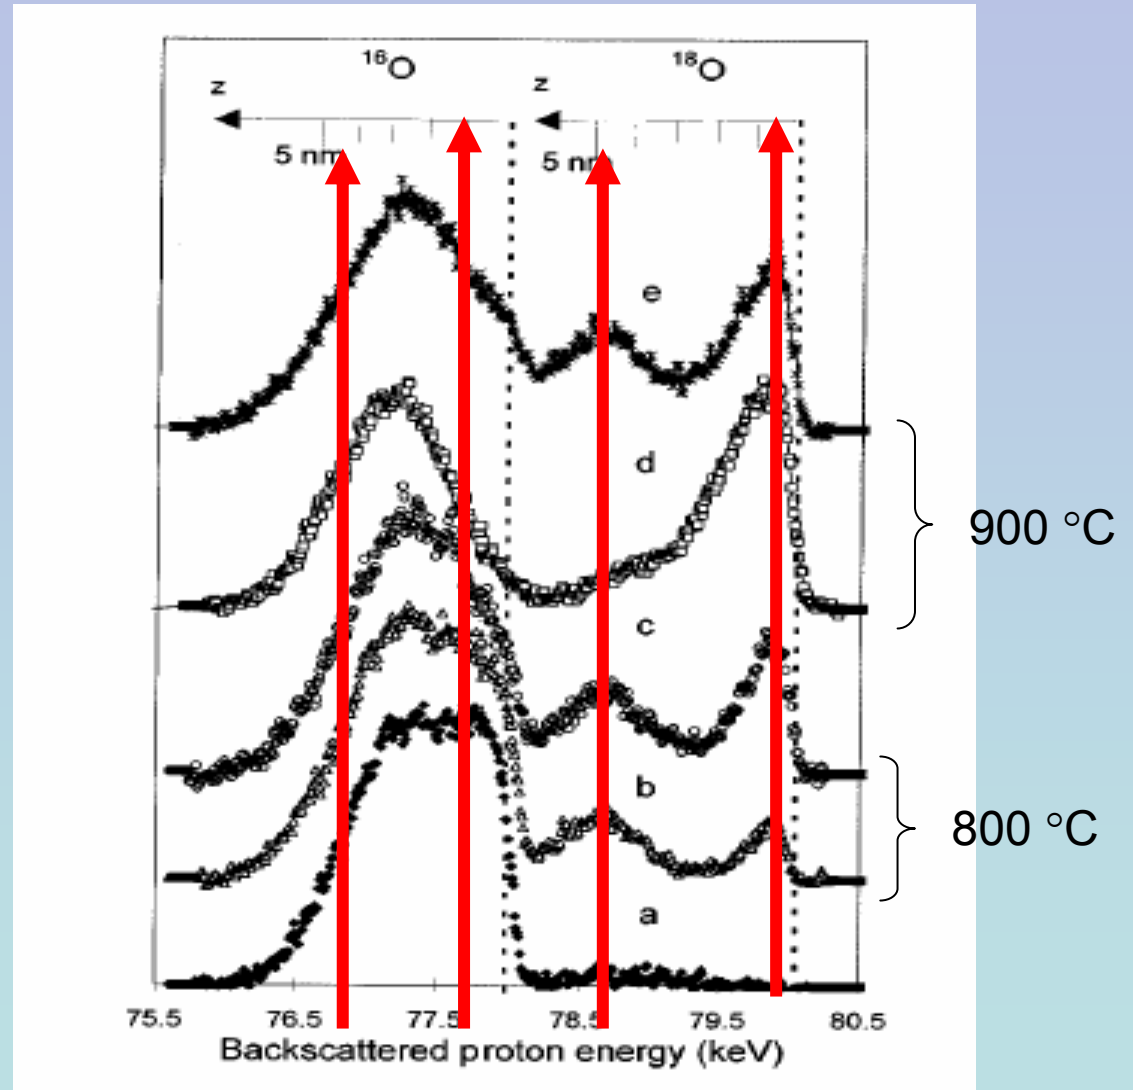 ¹⁶O ¹⁸O
z z
5 nm 5 nm
e
d
900 °C
c
b
800 °C
a
75.5 76.5 77.5 78.5 79.5 80.5
Backscattered proton energy (keV)